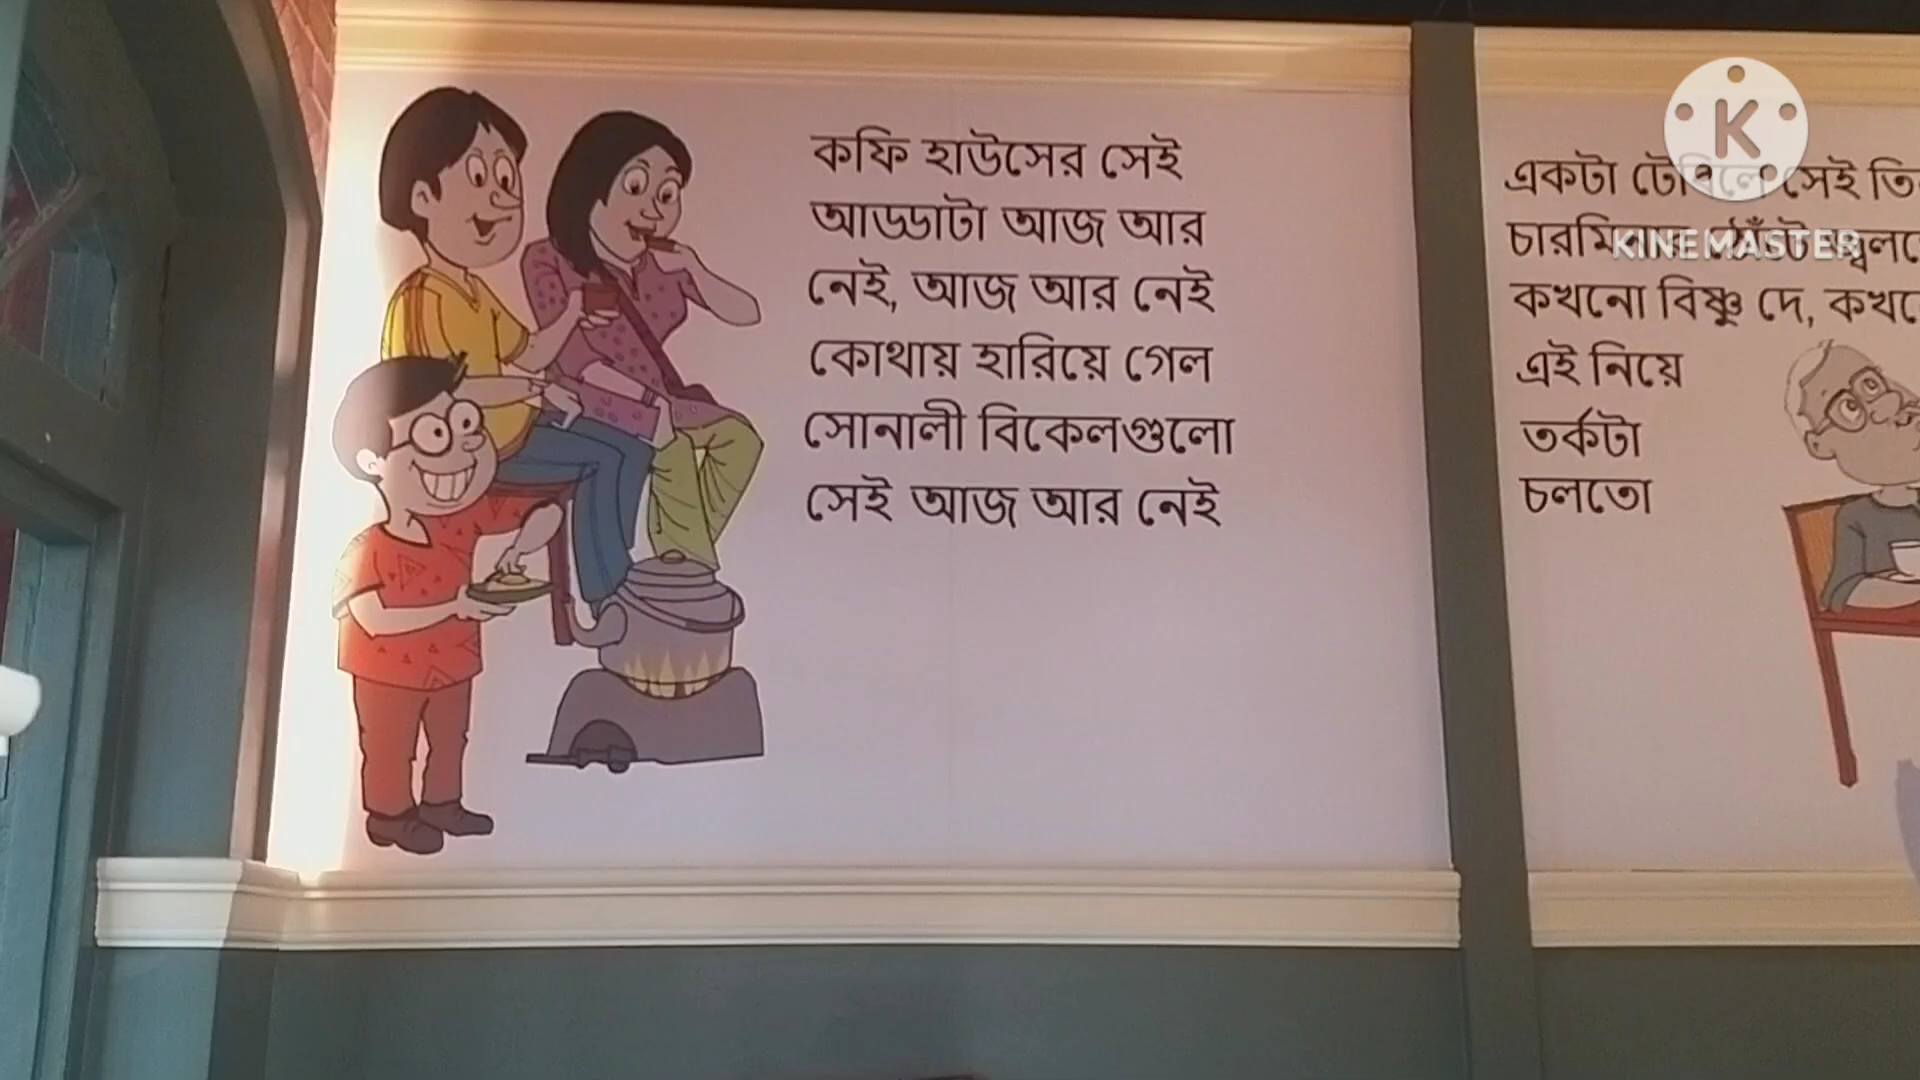 কফি হাউসের সেই
আড্ডাটা আজ আর
নেই, আজ আর নেই
কোথায় হারিয়ে গেল
সোনালী বিকেলগুলো
সেই আজ আর নেই
একটা টেবিলে সেই
কখনো বিষ্ণু দে,
এই নিয়ে
তর্কটা
চলতো
K
KINEMASTER